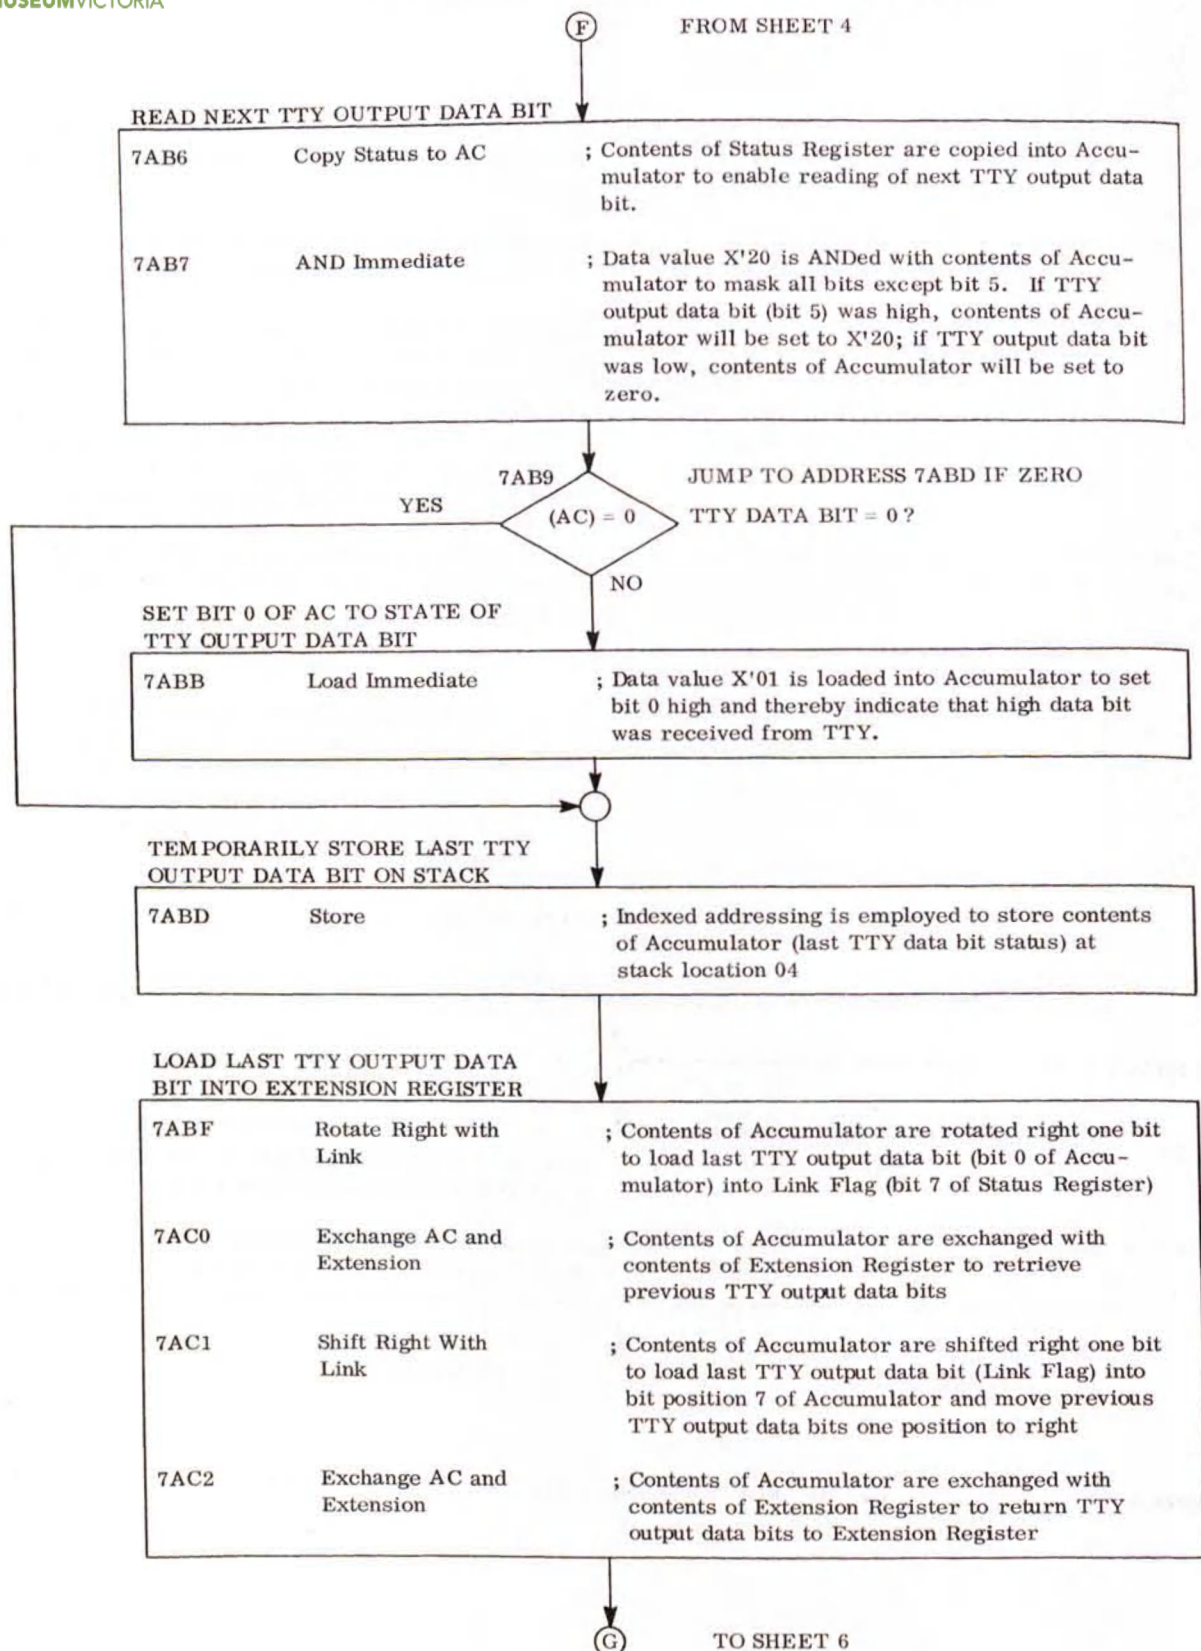 MUSEUMVICTORIA
F FROM SHEET 4
READ NEXT TTY OUTPUT DATA BIT
7AB6 Copy Status to AC ; Contents of Status Register are copied into Accu-
mulator to enable reading of next TTY output data
bit.
7AB7 AND Immediate ; Data value X'20 is ANDed with contents of Accu-
mulator to mask all bits except bit 5. If TTY
output data bit (bit 5) was high, contents of Accu-
mulator will be set to X'20; if TTY output data bit
was low, contents of Accumulator will be set to
zero.
7AB9 JUMP TO ADDRESS 7ABD IF ZERO
YES (AC) = 0 TTY DATA BIT = 0 ?
NO
SET BIT 0 OF AC TO STATE OF
TTY OUTPUT DATA BIT
7ABB Load Immediate ; Data value X'01 is loaded into Accumulator to set
bit 0 high and thereby indicate that high data bit
was received from TTY.
TEMPORARILY STORE LAST TTY
OUTPUT DATA BIT ON STACK
7ABD Store ; Indexed addressing is employed to store contents
of Accumulator (last TTY data bit status) at
stack location 04
LOAD LAST TTY OUTPUT DATA
BIT INTO EXTENSION REGISTER
7ABF Rotate Right with ; Contents of Accumulator are rotated right one bit
Link to load last TTY output data bit (bit 0 of Accu-
mulator) into Link Flag (bit 7 of Status Register)
7AC0 Exchange AC and ; Contents of Accumulator are exchanged with
Extension contents of Extension Register to retrieve
previous TTY output data bits
7AC1 Shift Right With ; Contents of Accumulator are shifted right one bit
Link to load last TTY output data bit (Link Flag) into
bit position 7 of Accumulator and move previous
TTY output data bits one position to right
7AC2 Exchange AC and ; Contents of Accumulator are exchanged with
Extension contents of Extension Register to return TTY
output data bits to Extension Register
G TO SHEET 6